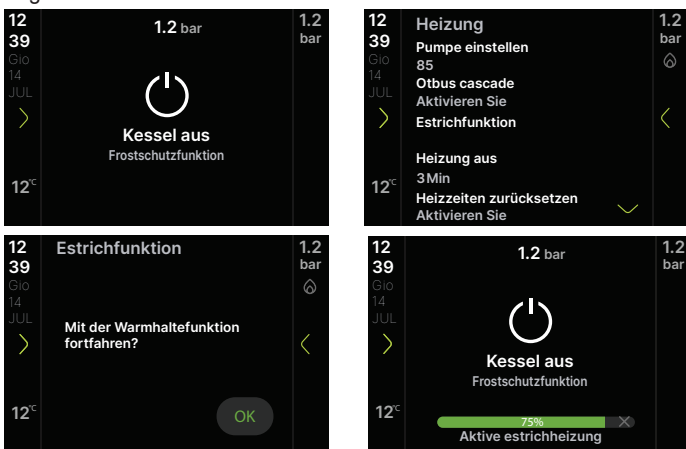 12
39
Gio
14
JUL
12°C
1.2 bar
Kessel aus
Frostschutzfunktion
1.2
bar
12
39
Gio
14
JUL
12°C
Heizung
Pumpe einstellen
85
Otbus cascade
Aktivieren Sie
Estrichfunktion
Heizung aus
3 Min
Heizzeiten zurücksetzen
Aktivieren Sie
1.2
bar
12
39
Gio
14
JUL
12°C
Estrichfunktion
Mit der Warmhaltefunktion
fortfahren?
OK
1.2
bar
12
39
Gio
14
JUL
12°C
1.2 bar
Kessel aus
Frostschutzfunktion
75%
Aktive estrichheizung
1.2
bar